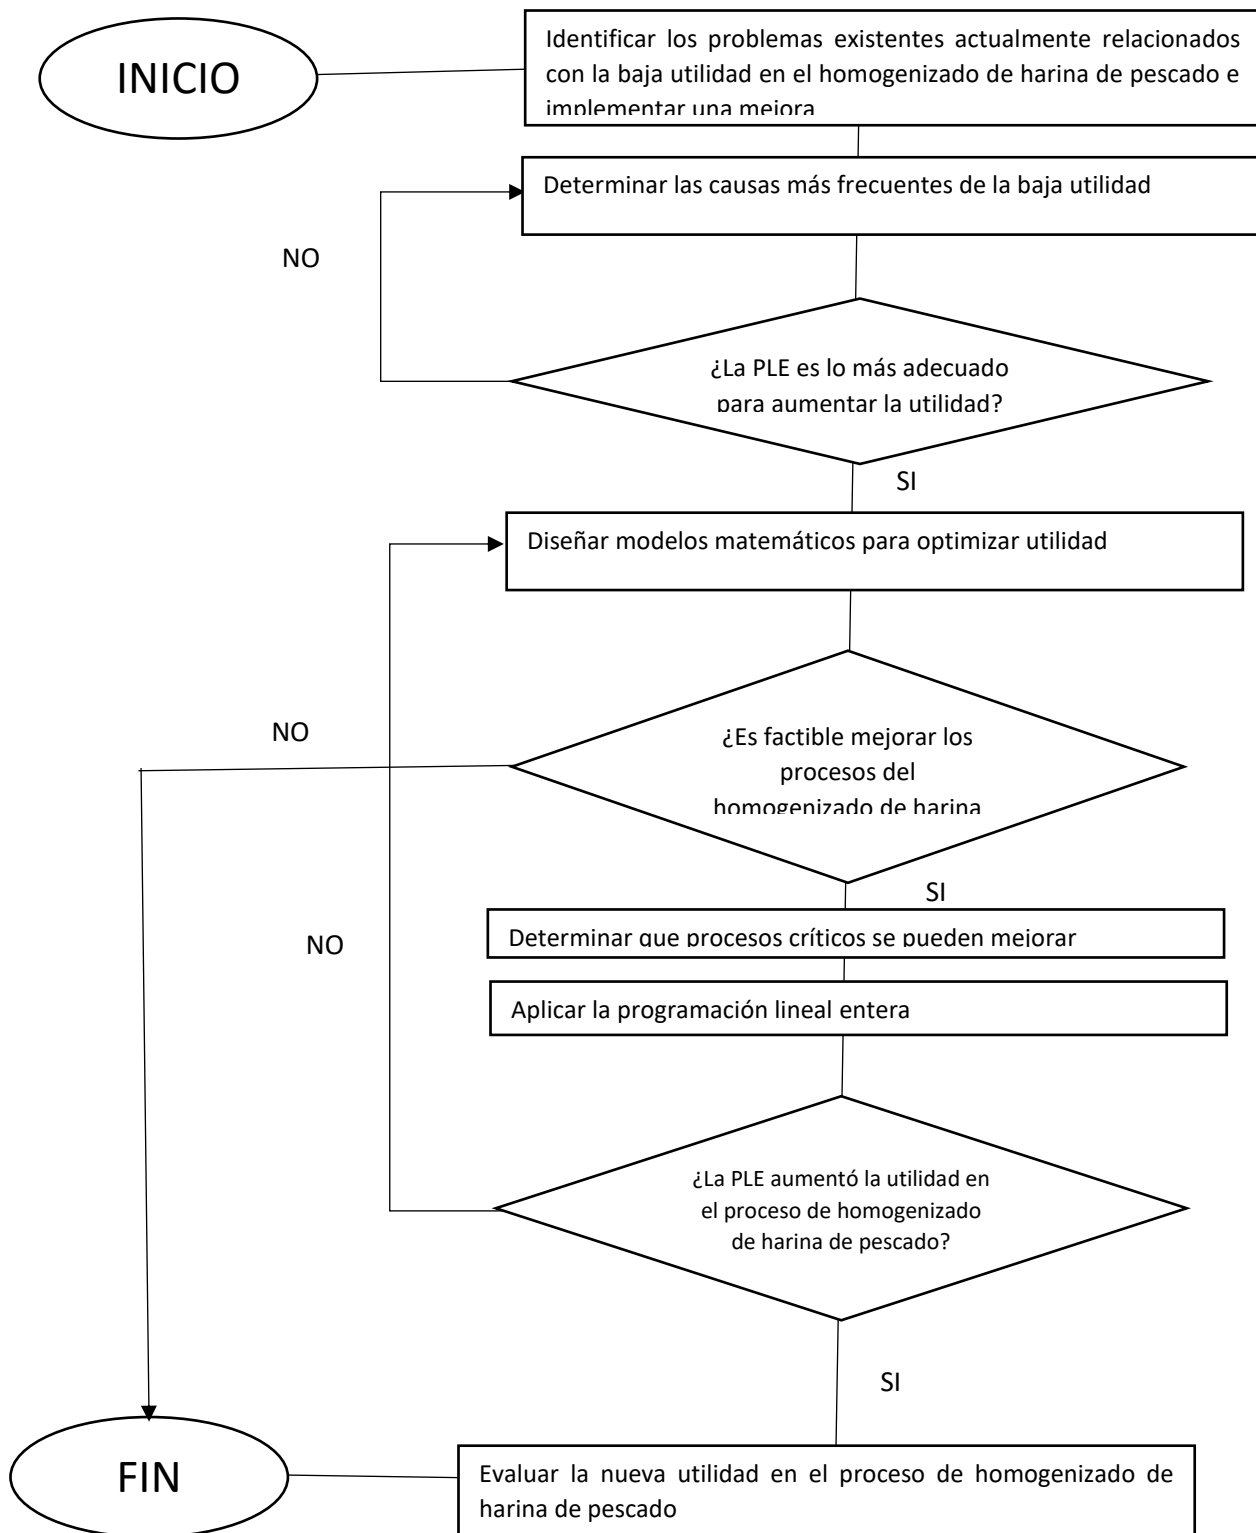 INICIO
Identificar los problemas existentes actualmente relacionados
con la baja utilidad en el homogenizado de harina de pescado e
implementar una mejora
Determinar las causas más frecuentes de la baja utilidad
NO
¿La PLE es lo más adecuado
para aumentar la utilidad?
SI
Diseñar modelos matemáticos para optimizar utilidad
NO
¿Es factible mejorar los
procesos del
homogenizado de harina
SI
Determinar que procesos críticos se pueden mejorar
NO
Aplicar la programación lineal entera
¿La PLE aumentó la utilidad en
el proceso de homogenizado
de harina de pescado?
SI
FIN
Evaluar la nueva utilidad en el proceso de homogenizado de
harina de pescado